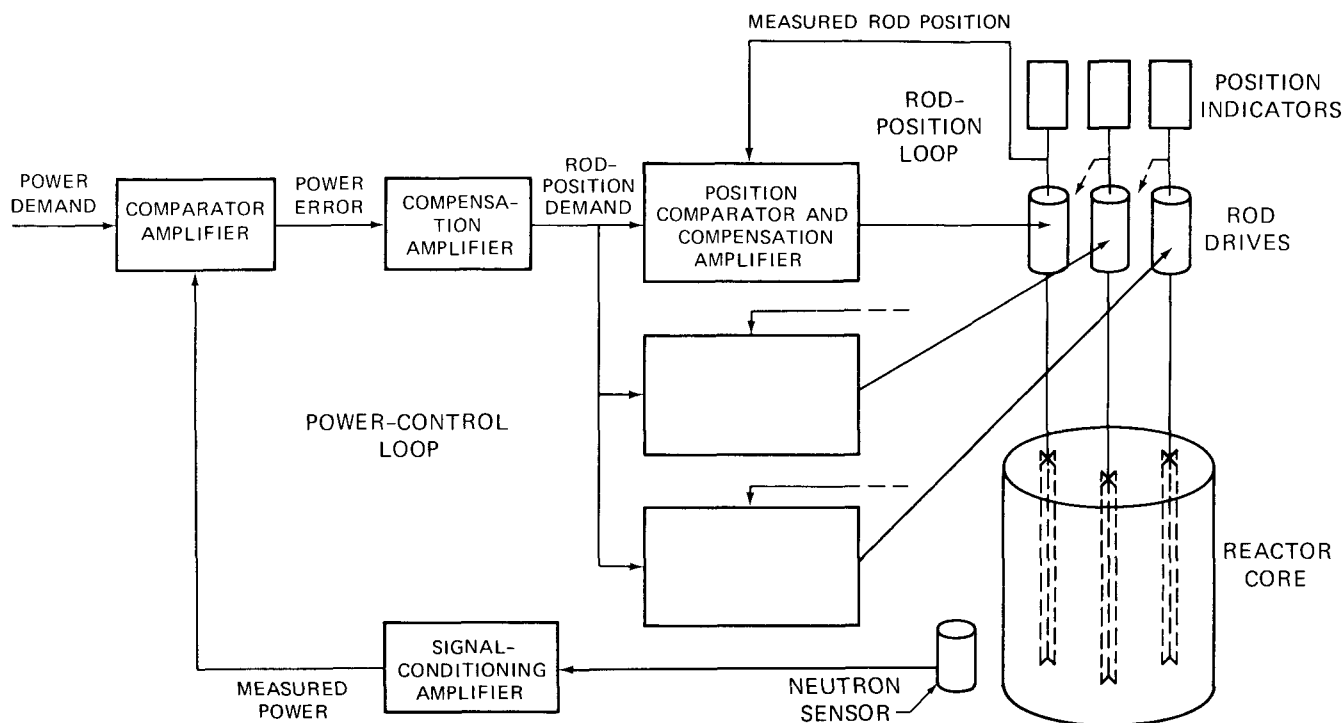 MEASURED ROD POSITION
POSITION
INDICATORS
ROD-
POSITION
LOOP
POWER
DEMAND
COMPARATOR
AMPLIFIER
POWER
ERROR
COMPENSA-
TION
AMPLIFIER
ROD-
POSITION
DEMAND
POSITION
COMPARATOR AND
COMPENSATION
AMPLIFIER
ROD
DRIVES
POWER-CONTROL
LOOP
REACTOR
CORE
SIGNAL-
CONDITIONING
AMPLIFIER
MEASURED
POWER
NEUTRON
SENSOR